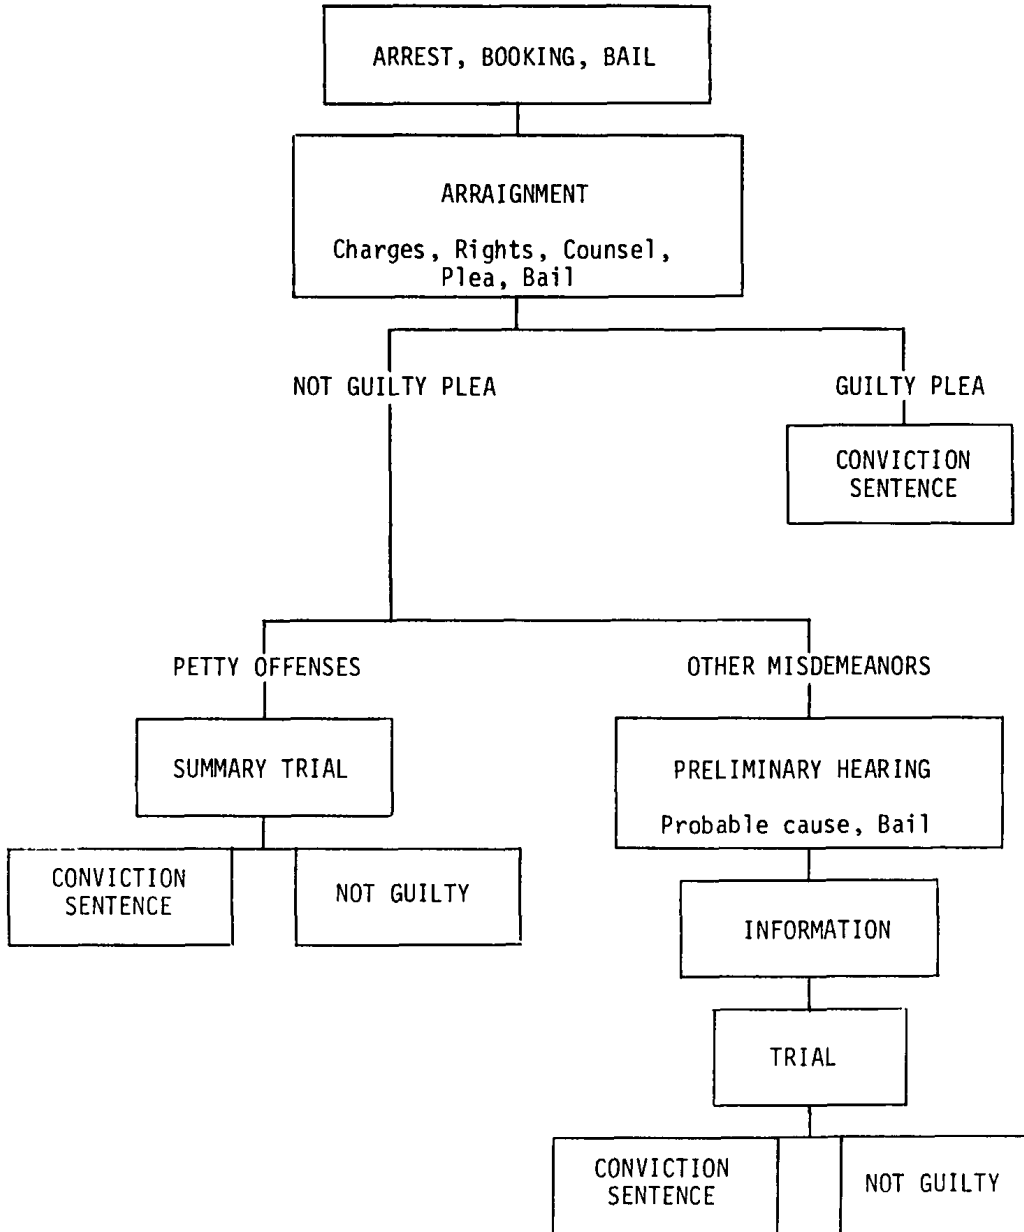 ARREST, BOOKING, BAIL
ARRAIGNMENT
Charges, Rights, Counsel,
Plea, Bail
NOT GUILTY PLEA
GUILTY PLEA
CONVICTION
SENTENCE
PETTY OFFENSES
OTHER MISDEMEANORS
SUMMARY TRIAL
PRELIMINARY HEARING
Probable cause, Bail
CONVICTION
SENTENCE
NOT GUILTY
INFORMATION
TRIAL
CONVICTION
SENTENCE
NOT GUILTY